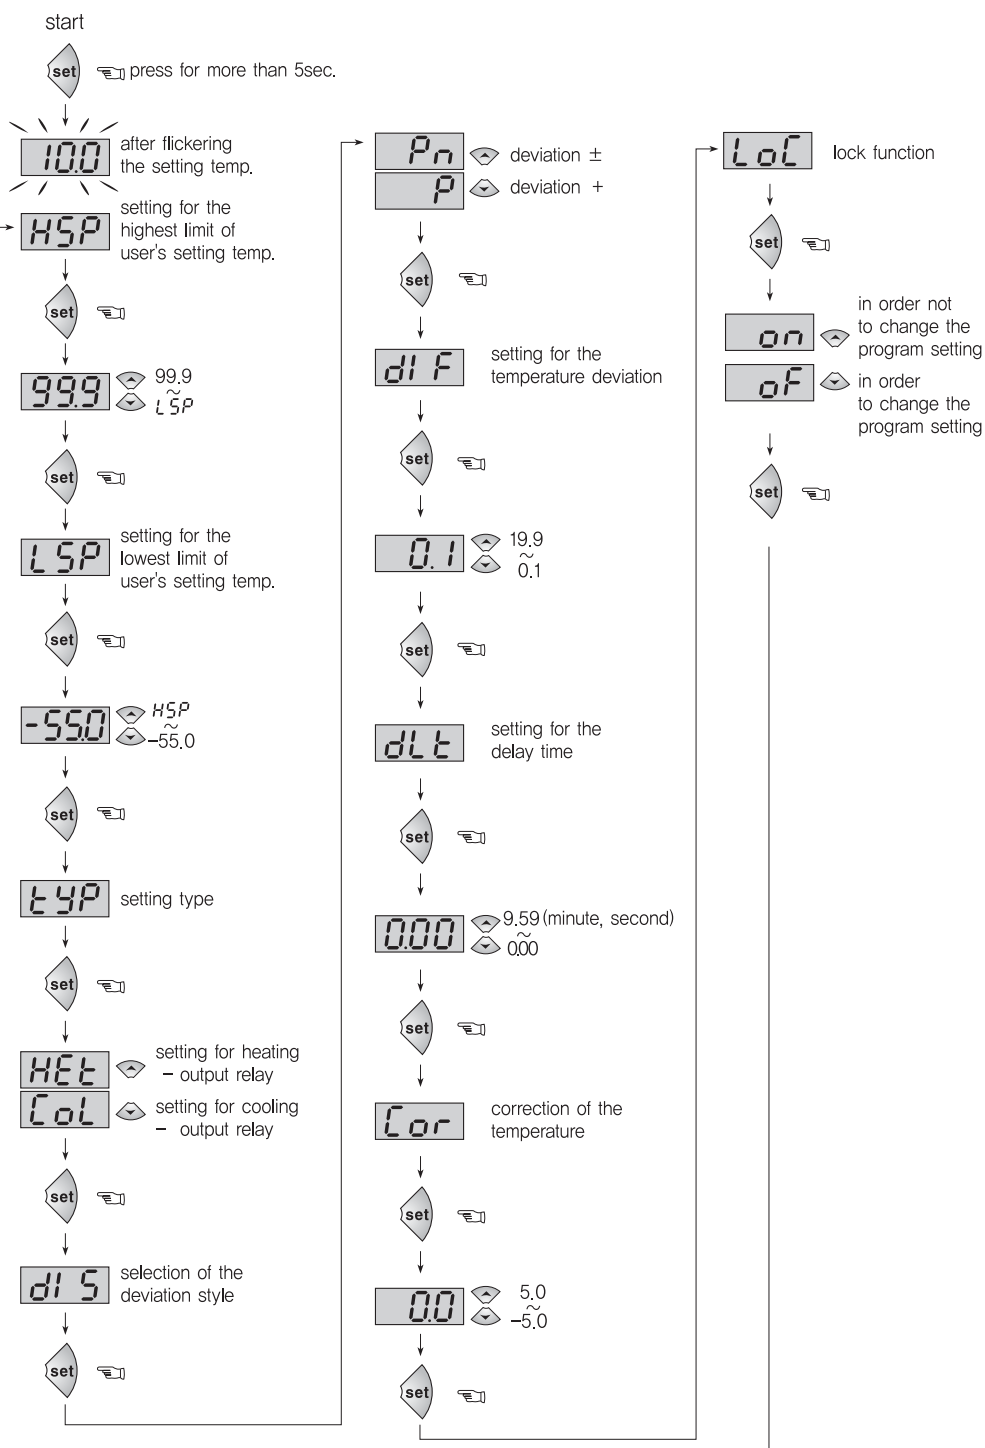 start
set
press for more than 5sec.
10.0
after flickering
the setting temp.
HSP
setting for the
highest limit of
user's setting temp.
set
99.9
99.9
~
LSP
set
LSP
setting for the
lowest limit of
user's setting temp.
set
-55.0
HSP
~
-55.0
set
tYP
setting type
set
HEt
setting for heating
– output relay
CoL
setting for cooling
– output relay
set
dI S
selection of the
deviation style
set
Pn
deviation ±
P
deviation +
set
dI F
setting for the
temperature deviation
set
0.1
19.9
~
0.1
set
dLt
setting for the
delay time
set
0.00
9.59 (minute, second)
~
0.00
set
Cor
correction of the
temperature
set
0.0
5.0
~
-5.0
set
LoC
lock function
set
on
in order not
to change the
program setting
oF
in order
to change the
program setting
set